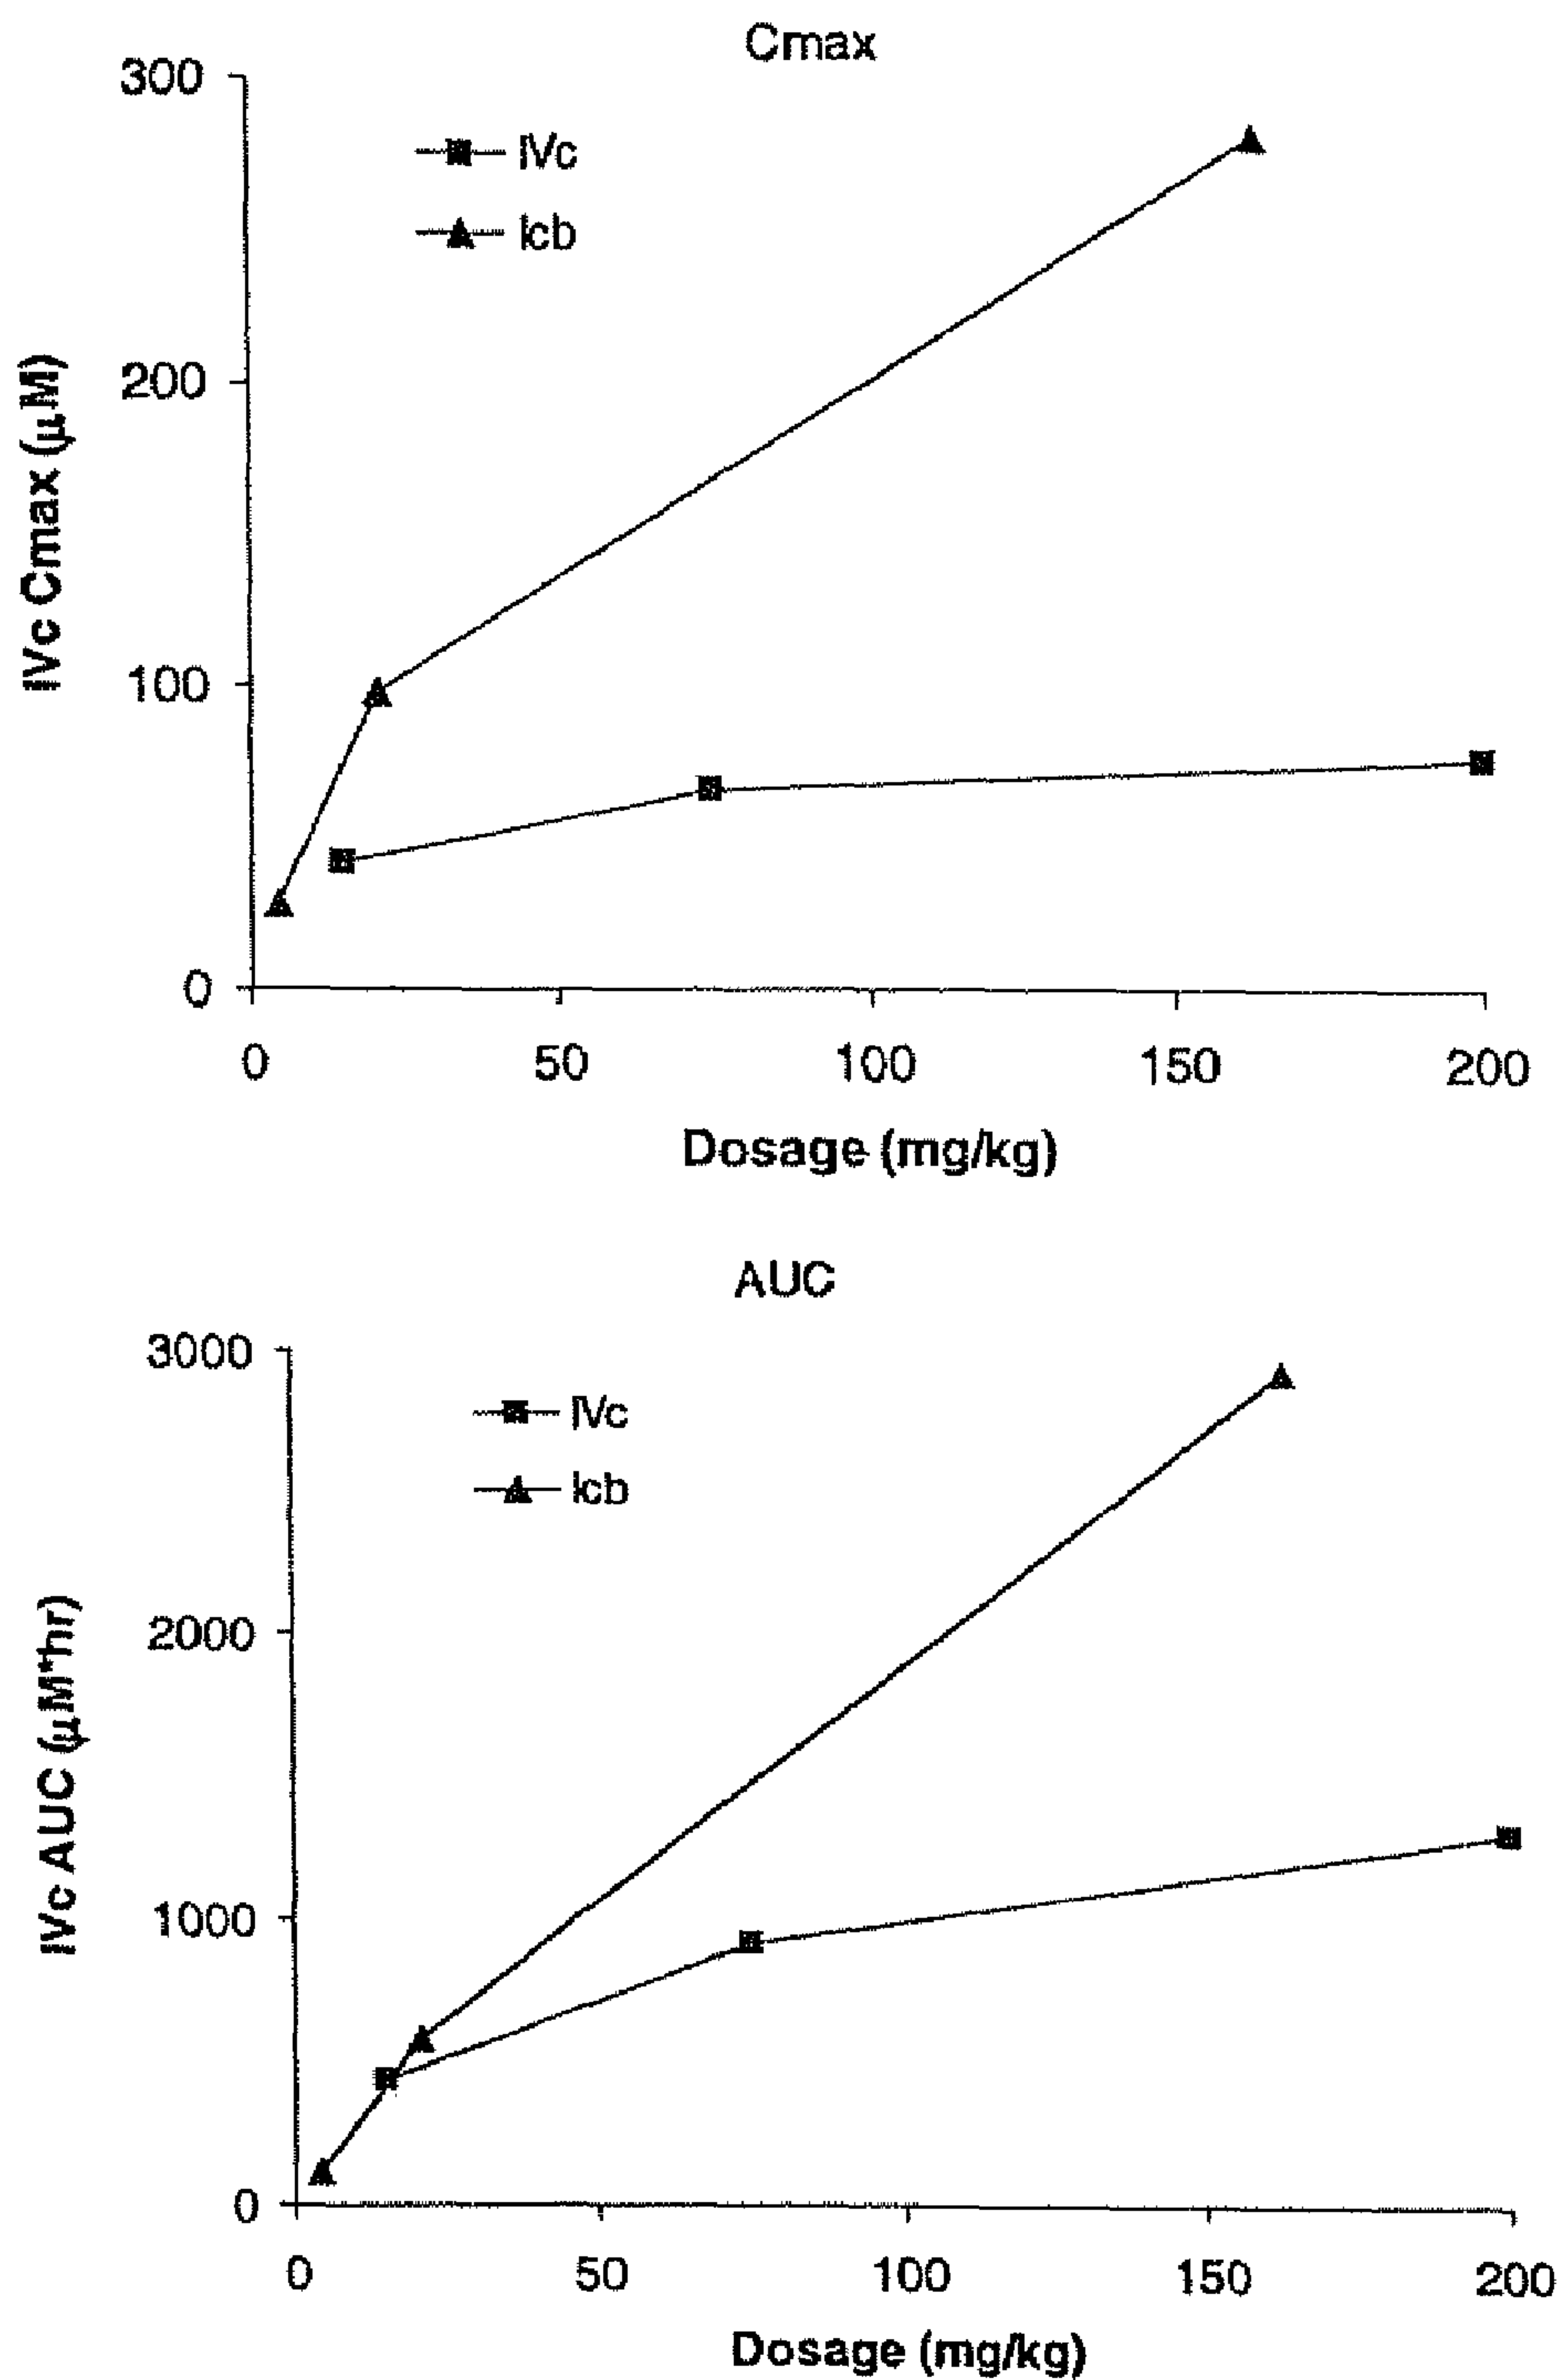 Cmax
300
IVc
Icb
200
IVc Cmax (μM)
100
0
0 50 100 150 200
Dosage (mg/kg)
AUC
3000
IVc
Icb
2000
IVc AUC (μM*hr)
1000
0
0 50 100 150 200
Dosage (mg/kg)